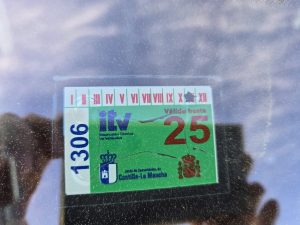 I II III IV V VI VII VIII IX X XII
1306
itv
Válido hasta
25
Inspección Técnica
de Vehículos
Junta de Comunidades de
Castilla-La Mancha